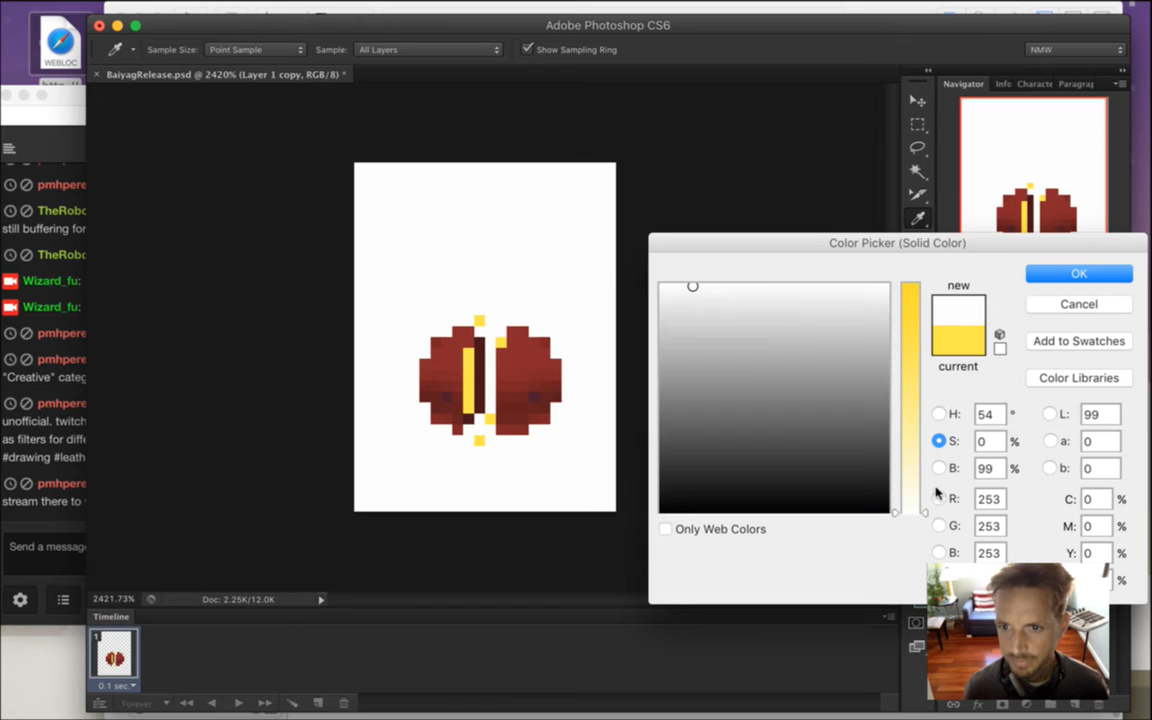 Adobe Photoshop CS6
WEBLOC
Sample Size: Point Sample Sample: All Layers Show Sampling Ring NMW
× BaiyagRelease.psd @ 2420% (Layer 1 copy, RGB/8) *
Navigator Info Characte Paragrap
pmhpere
TheRobo
still buffering for
TheRobo
Wizard_fu:
Wizard_fu:
pmhpere
pmhpere
"Creative" categ
pmhpere
unofficial. twitch
as filters for diffe
#drawing #leath
pmhpere
stream there to y
Send a message
Color Picker (Solid Color)
new
current
OK
Cancel
Add to Swatches
Color Libraries
H: 54 °
S: 0 %
B: 99 %
R: 253
G: 253
B: 253
L: 99
a: 0
b: 0
C: 0 %
M: 0 %
Y: 0 %
%
Only Web Colors
2421.73% Doc: 2.25K/12.0K
Timeline
1
0.1 sec.
Forever
fx